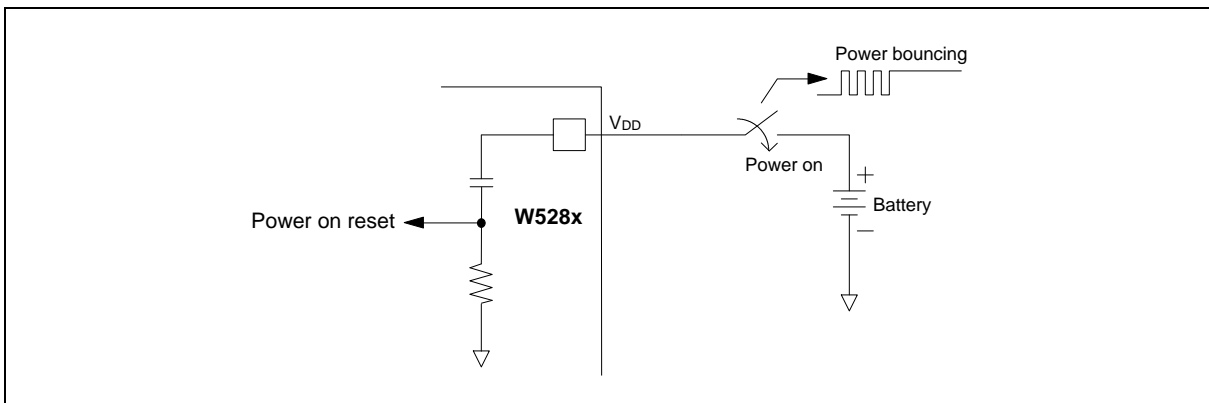 Power bouncing
VDD
Power on
+
Battery
−
Power on reset
W528x